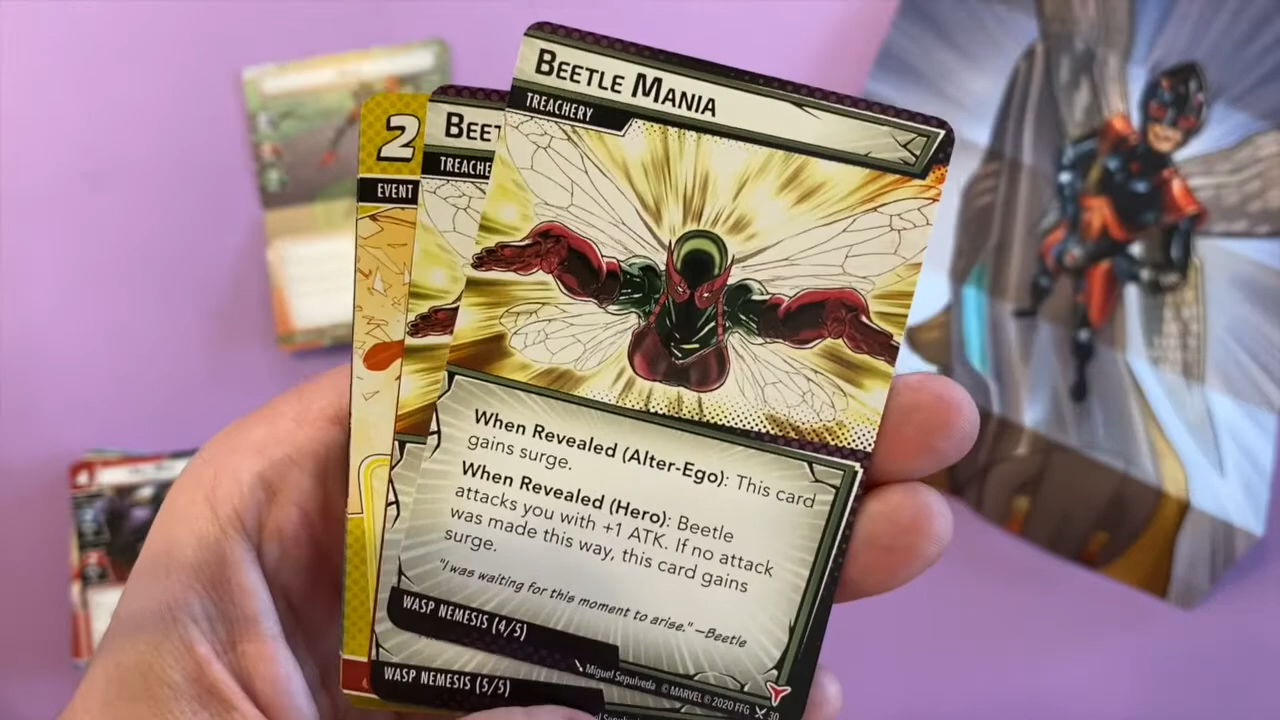 BEETLE MANIA
TREACHERY
When Revealed (Alter-Ego): This card
gains surge.
When Revealed (Hero): Beetle
attacks you with +1 ATK. If no attack
was made this way, this card gains
surge.
"I was waiting for this moment to arise." —Beetle
WASP NEMESIS (4/5)
Miguel Sepulveda © MARVEL © 2020 FFG 30
BEET
TREACHE
WASP NEMESIS (5/5)
2
EVENT